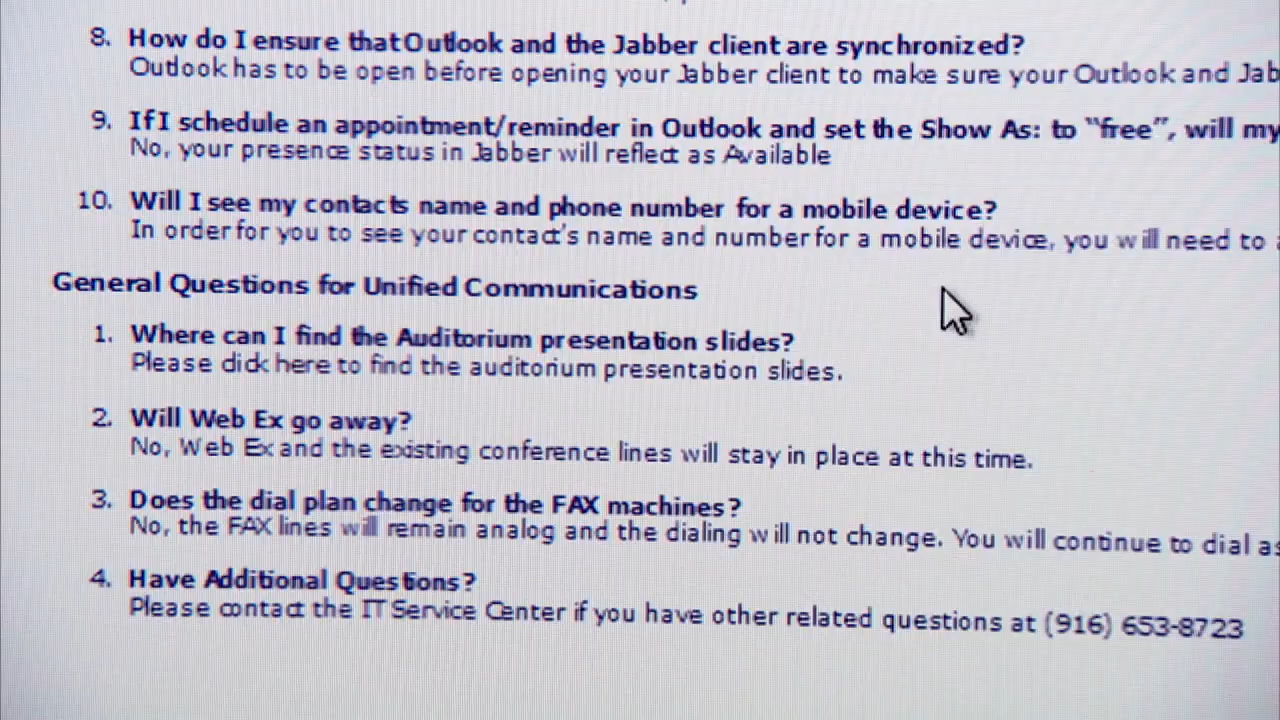 8. How do I ensure that Outlook and the Jabber client are synchronized?
Outlook has to be open before opening your Jabber client to make sure your Outlook and Jab
9. If I schedule an appointment/reminder in Outlook and set the Show As: to "free", will my
No, your presence status in Jabber will reflect as Available
10. Will I see my contacts name and phone number for a mobile device?
In order for you to see your contact's name and number for a mobile device, you will need to
General Questions for Unified Communications
1. Where can I find the Auditorium presentation slides?
Please click here to find the auditorium presentation slides.
2. Will Web Ex go away?
No, Web Ex and the existing conference lines will stay in place at this time.
3. Does the dial plan change for the FAX machines?
No, the FAX lines will remain analog and the dialing will not change. You will continue to dial as
4. Have Additional Questions?
Please contact the IT Service Center if you have other related questions at (916) 653-8723